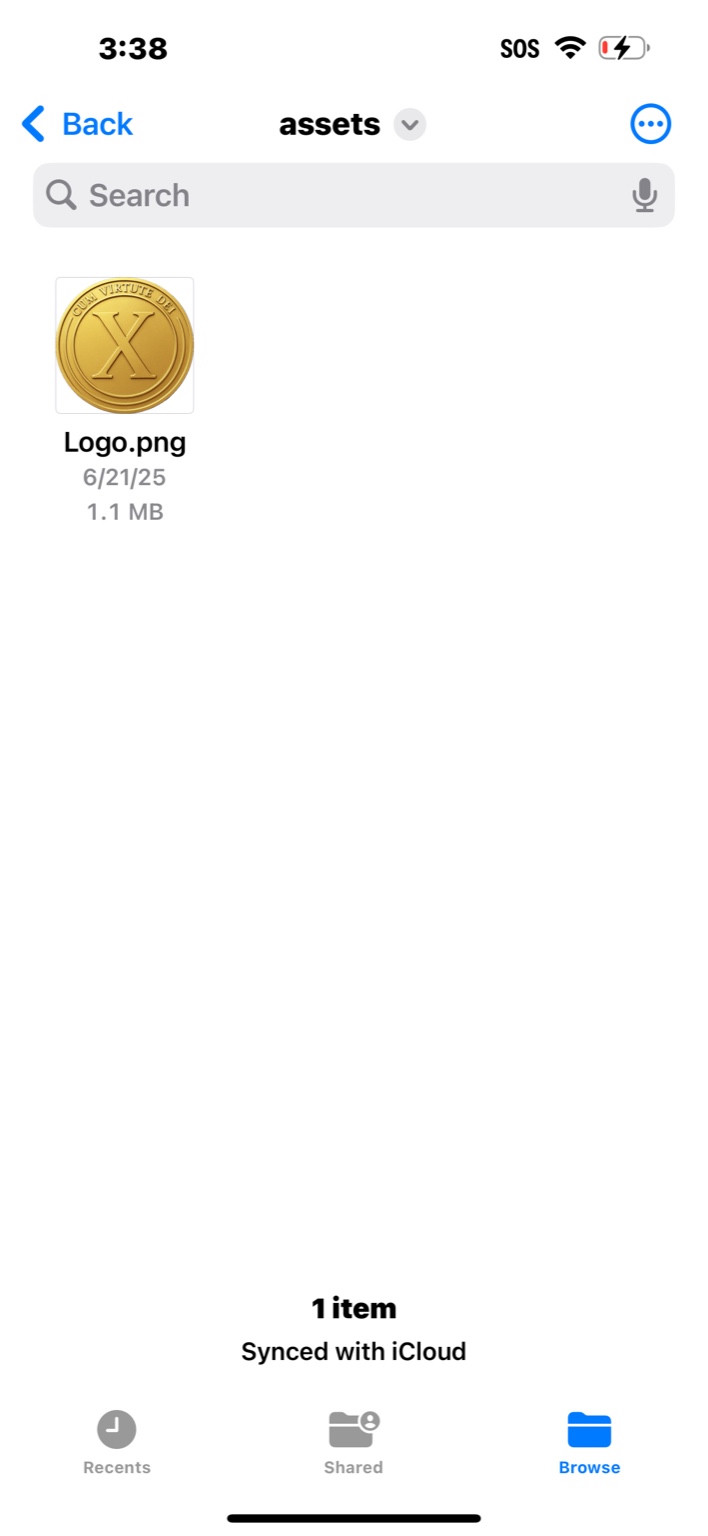 3:38
SOS
Back
assets
Search
CUM VIRTUTE DEI
X
Logo.png
6/21/25
1.1 MB
1 item
Synced with iCloud
Recents
Shared
Browse